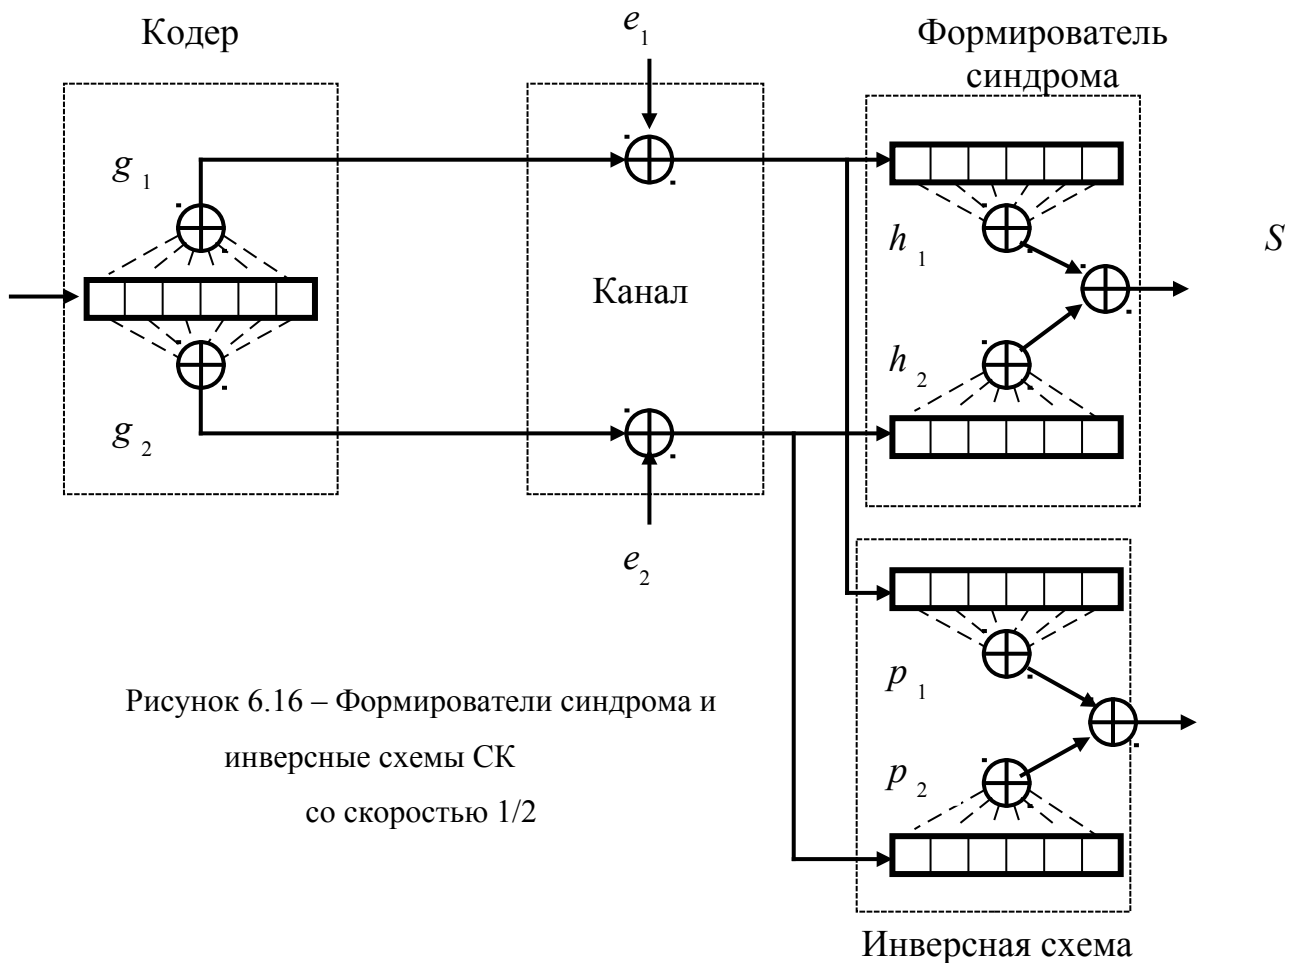 Кодер
e1
Формирователь
синдрома
g1
h1
S
Канал
h2
g2
e2
p1
Рисунок 6.16 – Формирователи синдрома и
инверсные схемы СК
со скоростью 1/2
p2
Инверсная схема